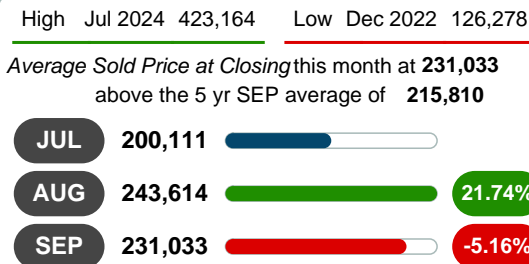 High Jul 2024 423,164 Low Dec 2022 126,278
Average Sold Price at Closing this month at 231,033
above the 5 yr SEP average of 215,810
JUL 200,111
AUG 243,614 21.74%
SEP 231,033 -5.16%